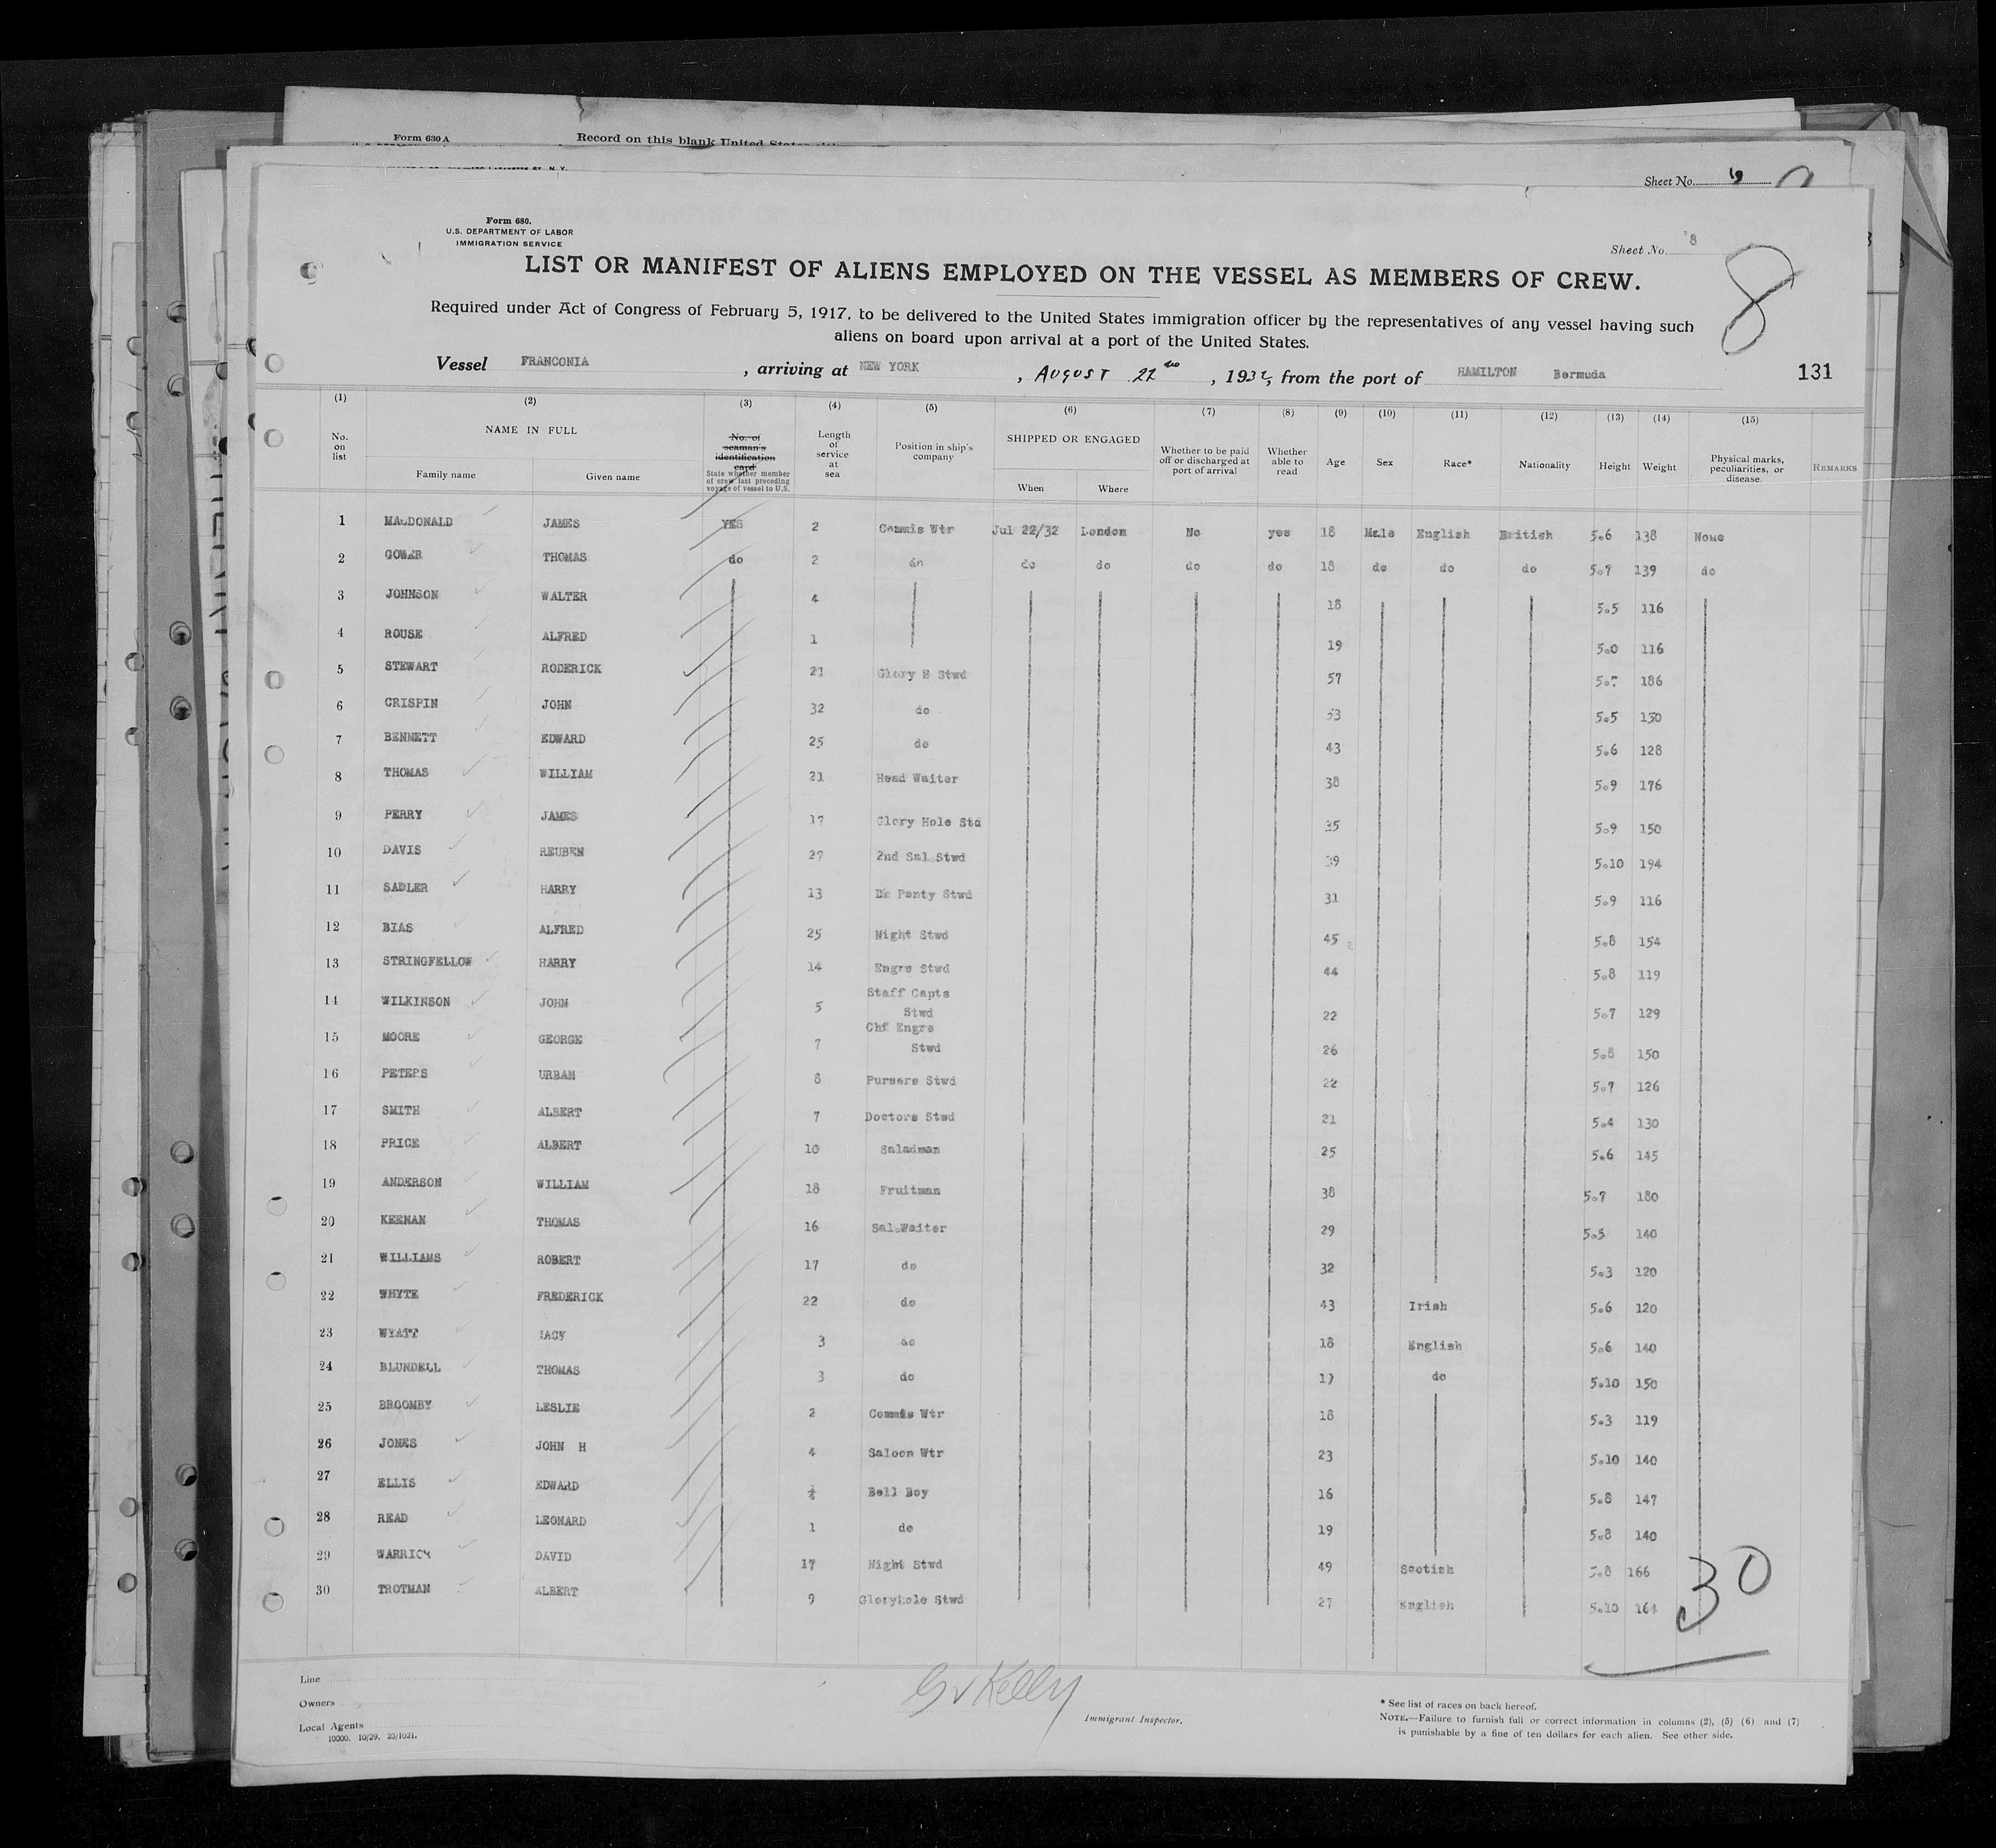 Form 630 A
Record on this blank United States
Sheet No. 9
Form 680.
U.S. DEPARTMENT OF LABOR
IMMIGRATION SERVICE
Sheet No. 8
8
LIST OR MANIFEST OF ALIENS EMPLOYED ON THE VESSEL AS MEMBERS OF CREW.
Required under Act of Congress of February 5, 1917, to be delivered to the United States immigration officer by the representatives of any vessel having such
aliens on board upon arrival at a port of the United States.
Vessel FRANCONIA , arriving at NEW YORK , AUGUST 22nd , 1932, from the port of HAMILTON Bermuda 131
(1) (2) (3) (4) (5) (6) (7) (8) (9) (10) (11) (12) (13) (14) (15)
No. on list NAME IN FULL Family name Given name No. of seaman's identification card State whether member of crew last preceding voyage of vessel to U.S. Length of service at sea Position in ship's company SHIPPED OR ENGAGED When Where Whether to be paid off or discharged at port of arrival Whether able to read Age Sex Race* Nationality Height Weight Physical marks, peculiarities, or disease REMARKS
1 MACDONALD JAMES YES 2 Commis Wtr Jul 22/32 London No yes 18 Male English British 5.6 138 None
2 GOWER THOMAS do 2 do do do do do 18 do do do 5.7 139 do
3 JOHNSON WALTER 4 18 5.5 116
4 ROUSE ALFRED 1 19 5.0 116
5 STEWART RODERICK 21 Glory H Stwd 57 5.7 186
6 CRISPIN JOHN 32 do 53 5.5 130
7 BENNETT EDWARD 25 do 43 5.6 128
8 THOMAS WILLIAM 21 Head Waiter 38 5.9 176
9 PERRY JAMES 17 Glory Hole Std 35 5.9 150
10 DAVIS REUBEN 27 2nd Sal.Stwd 39 5.10 194
11 SADLER HARRY 13 Dk Panty Stwd 31 5.9 116
12 BIAS ALFRED 25 Night Stwd 45 5.8 154
13 STRINGFELLOW HARRY 14 Engrs Stwd 44 5.8 119
14 WILKINSON JOHN 5 Staff Capts Stwd 22 5.7 129
15 MOORE GEORGE 7 Chf Engrs Stwd 26 5.8 150
16 PETERS URBAN 8 Pursers Stwd 22 5.7 126
17 SMITH ALBERT 7 Doctors Stwd 21 5.4 130
18 PRICE ALBERT 10 Saladman 25 5.6 145
19 ANDERSON WILLIAM 18 Fruitman 38 5.7 180
20 KEENAN THOMAS 16 Sal.Waiter 29 5.5 140
21 WILLIAMS ROBERT 17 do 32 5.3 120
22 WHYTE FREDERICK 22 do 43 Irish 5.6 120
23 WYATT JACK 3 do 18 English 5.6 140
24 BLUNDELL THOMAS 3 do 19 do 5.10 150
25 BROOMBY LESLIE 2 Commis Wtr 18 5.3 119
26 JONES JOHN H 4 Saloon Wtr 23 5.10 140
27 ELLIS EDWARD Bell Boy 16 5.8 147
28 READ LEONARD 1 do 19 5.8 140
29 WARRICK DAVID 17 Night Stwd 49 Scotish 5.8 166
30 TROTMAN ALBERT 9 Gloryhole Stwd 27 English 5.10 164
30
Line
Owners
Local Agents
10000. 10/29. 23/1021.
G v Kelly
Immigrant Inspector.
* See list of races on back hereof.
NOTE.—Failure to furnish full or correct information in columns (2), (5) (6) and (7)
is punishable by a fine of ten dollars for each alien. See other side.